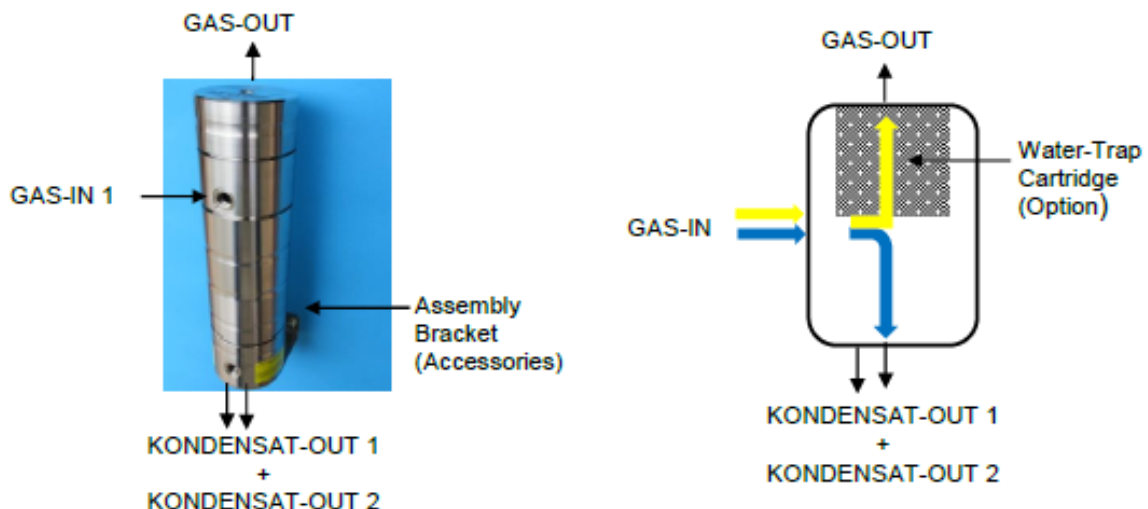 GAS-OUT
GAS-IN 1
Assembly
Bracket
(Accessories)
KONDENSAT-OUT 1
+
KONDENSAT-OUT 2
GAS-OUT
Water-Trap
Cartridge
(Option)
GAS-IN
KONDENSAT-OUT 1
+
KONDENSAT-OUT 2